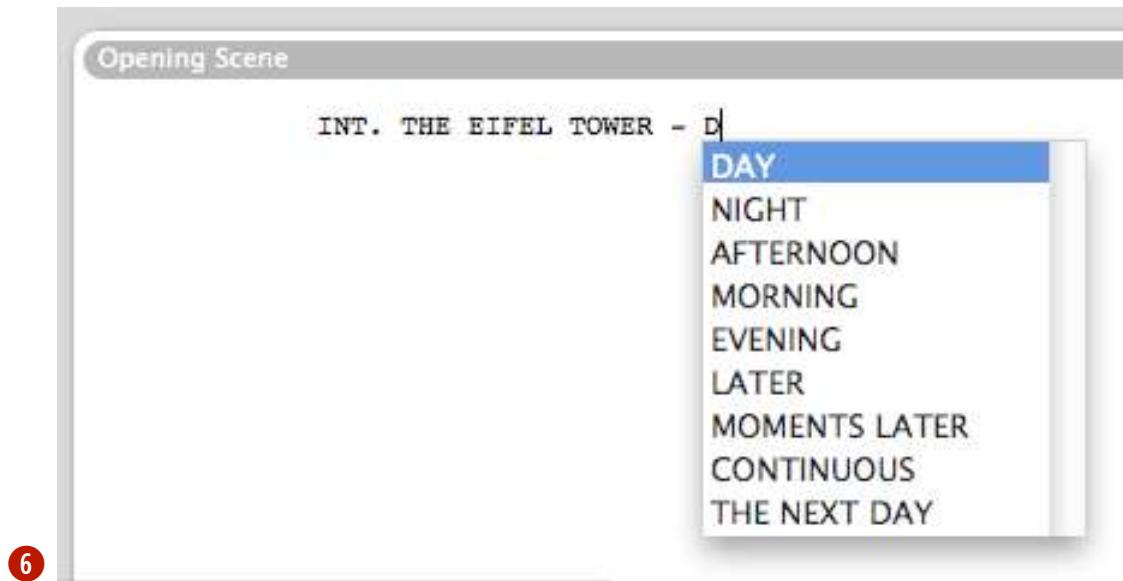 Opening Scene
INT. THE EIFEL TOWER - D
DAY
NIGHT
AFTERNOON
MORNING
EVENING
LATER
MOMENTS LATER
CONTINUOUS
THE NEXT DAY
6